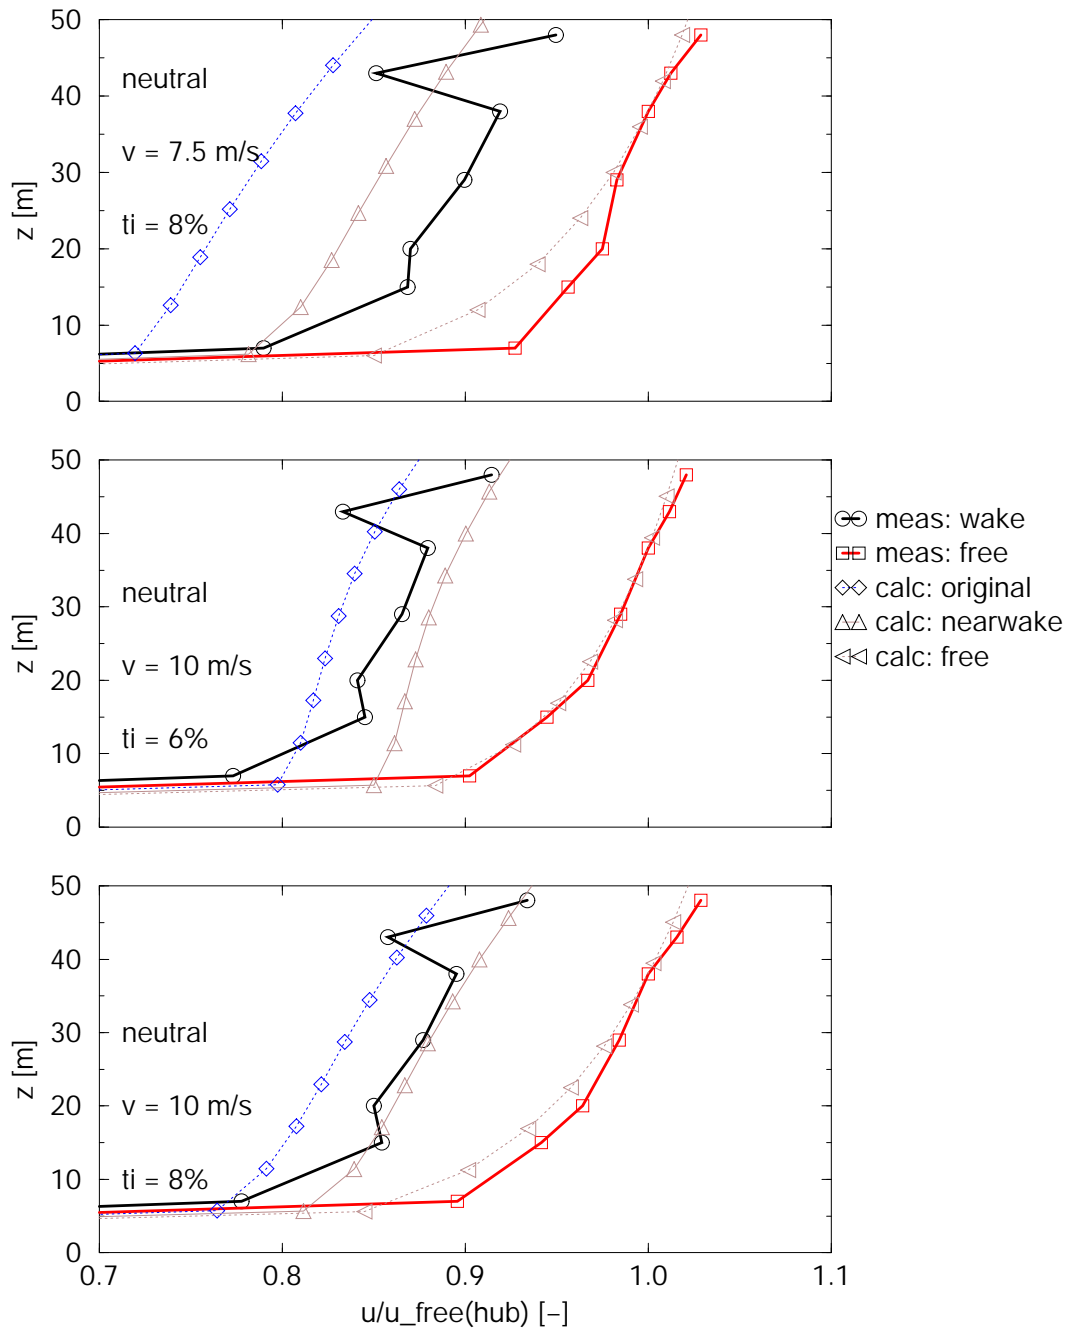 50
40
30
20
10
0
z [m]
neutral
v = 7.5 m/s
ti = 8%
50
40
30
20
10
0
z [m]
neutral
v = 10 m/s
ti = 6%
meas: wake
meas: free
calc: original
calc: nearwake
calc: free
50
40
30
20
10
0
z [m]
neutral
v = 10 m/s
ti = 8%
0.7 0.8 0.9 1.0 1.1
u/u_free(hub) [−]